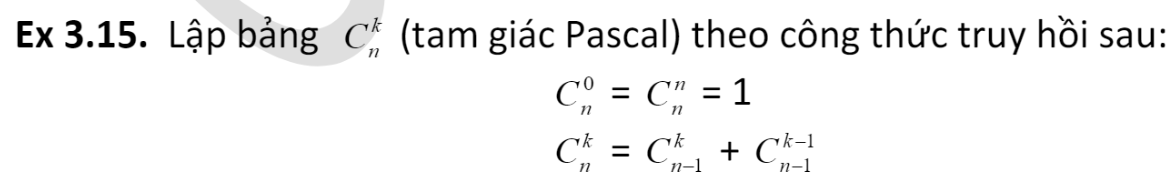 Ex 3.15. Lập bảng C_n^k (tam giác Pascal) theo công thức truy hồi sau:
C_n^0 = C_n^n = 1
C_n^k = C_{n-1}^k + C_{n-1}^{k-1}